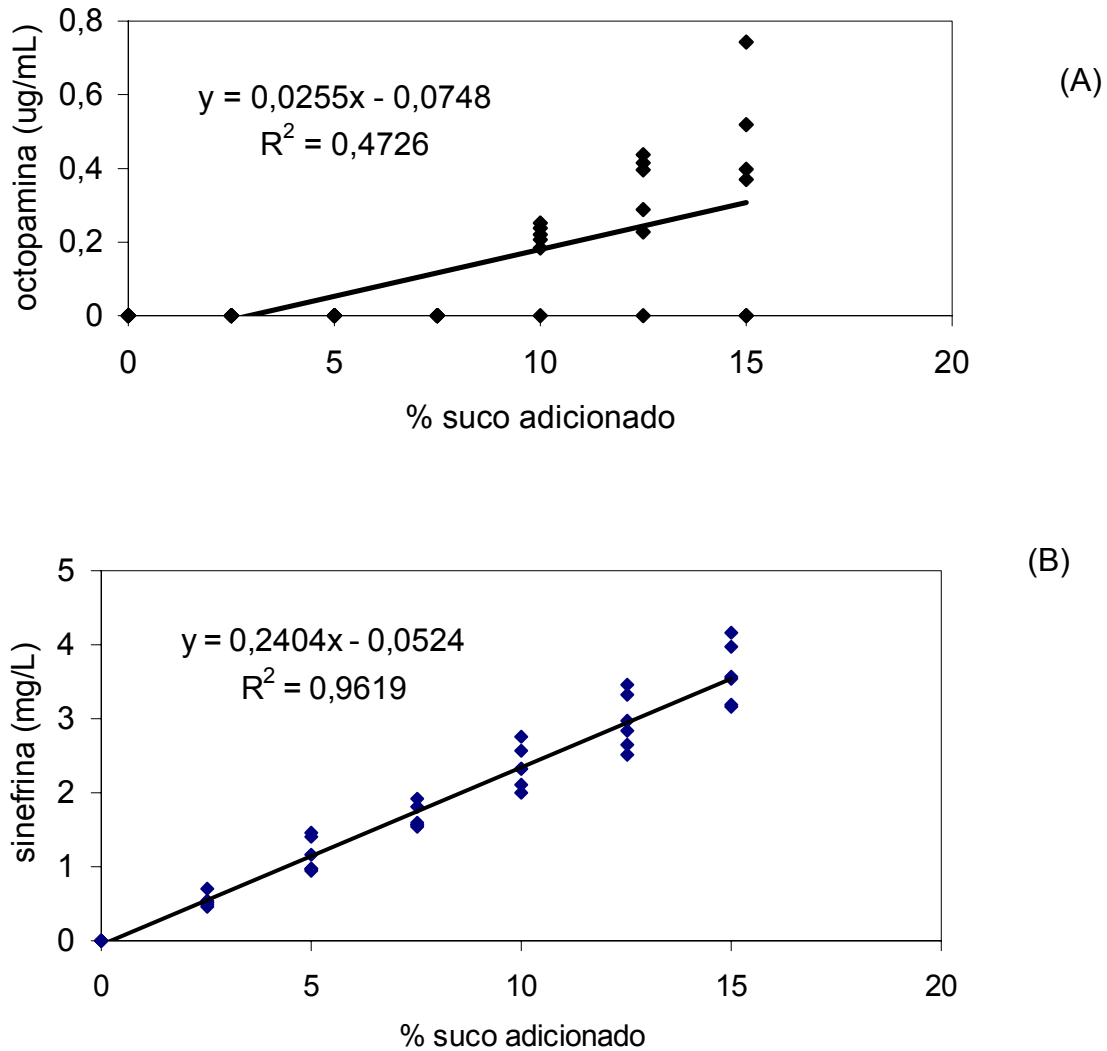 (A)
octopamina (ug/mL)
0,8
0,6
0,4
0,2
0
y = 0,0255x - 0,0748
R² = 0,4726
0 5 10 15 20
% suco adicionado
(B)
sinefrina (mg/L)
5
4
3
2
1
0
y = 0,2404x - 0,0524
R² = 0,9619
0 5 10 15 20
% suco adicionado